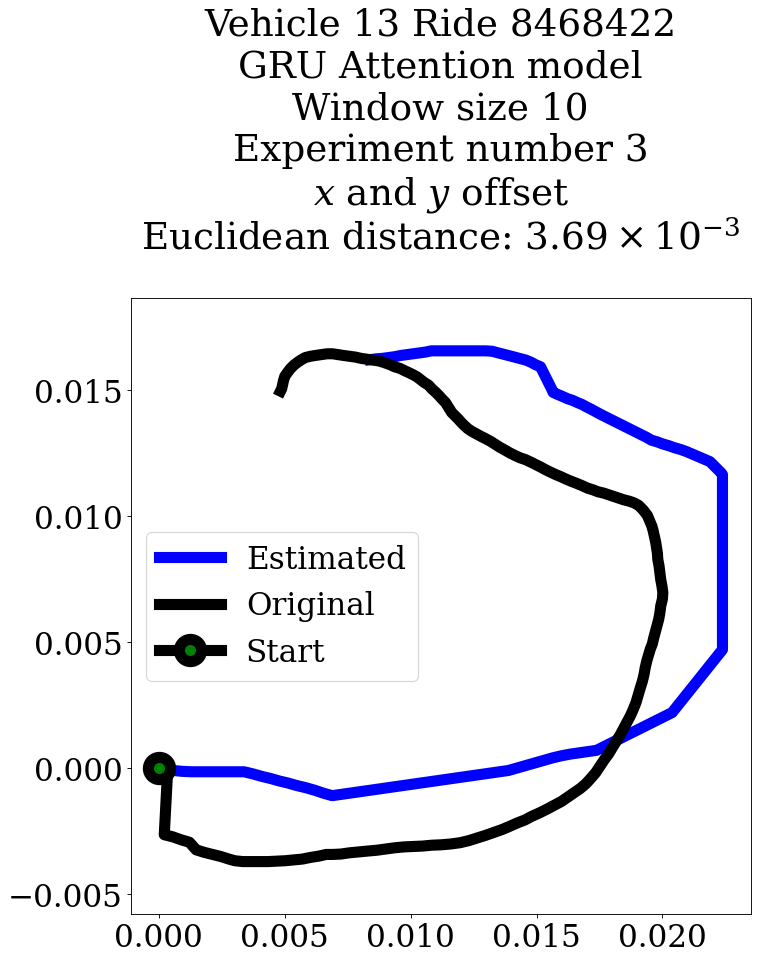 Vehicle 13 Ride 8468422
GRU Attention model
Window size 10
Experiment number 3
x and y offset
Euclidean distance: 3.69 × 10⁻³
0.015
0.010
0.005
0.000
−0.005
Estimated
Original
Start
0.000 0.005 0.010 0.015 0.020